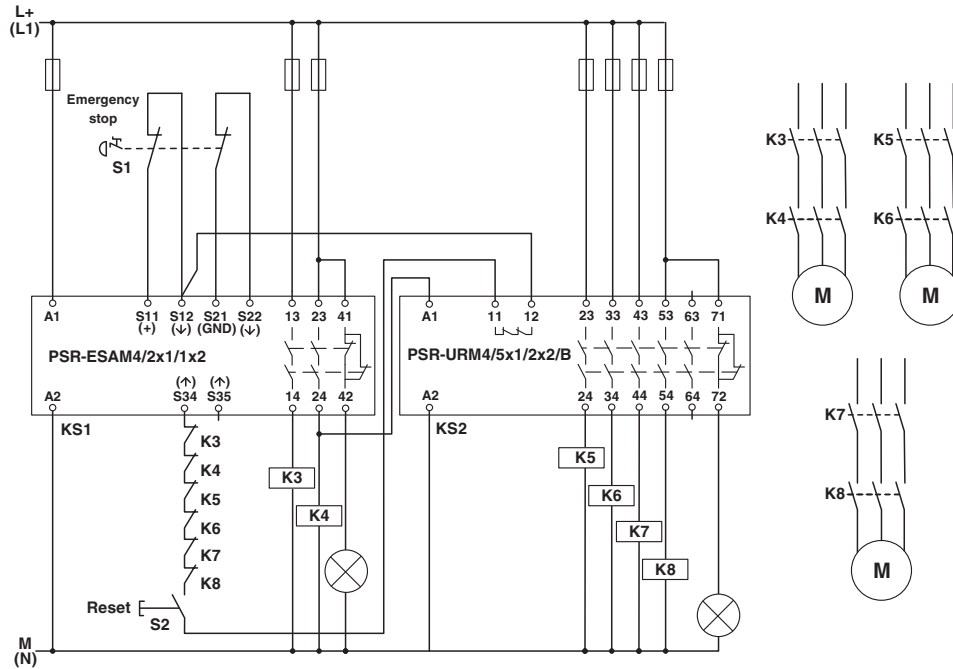 L+
(L1)
Emergency
stop
S1
K3
K5
K4
K6
M
M
A1
S11
S12
S21
S22
(+)
(↓)
(GND)
(↓)
13
23
41
A1
11
12
23
33
43
53
63
71
PSR-ESAM4/2x1/1x2
PSR-URM4/5x1/2x2/B
A2
(↑)
(↑)
S34
S35
14
24
42
A2
24
34
44
54
64
72
KS1
KS2
K3
K4
K5
K6
K7
K8
K3
K4
K5
K6
K7
K8
K7
K8
M
Reset
S2
M
(N)